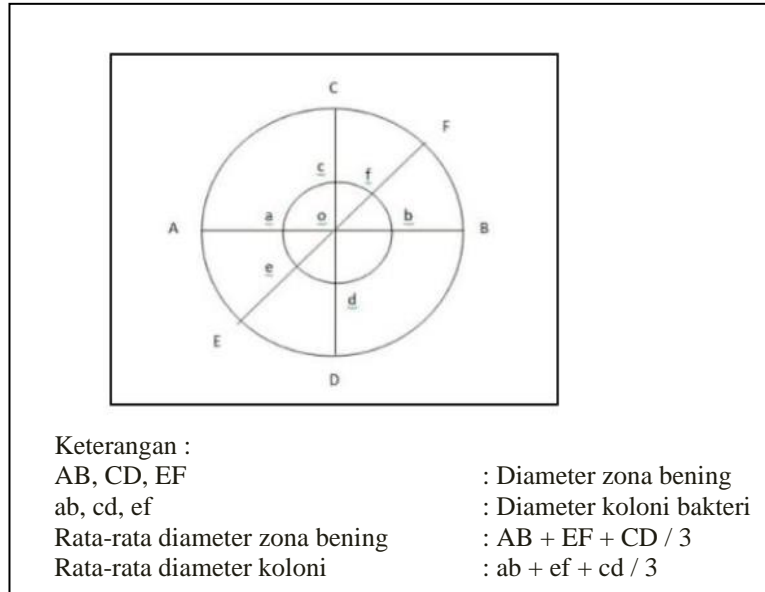 C
F
c
f
A
a
o
b
B
e
d
E
D
Keterangan :
AB, CD, EF : Diameter zona bening
ab, cd, ef : Diameter koloni bakteri
Rata-rata diameter zona bening : AB + EF + CD / 3
Rata-rata diameter koloni : ab + ef + cd / 3